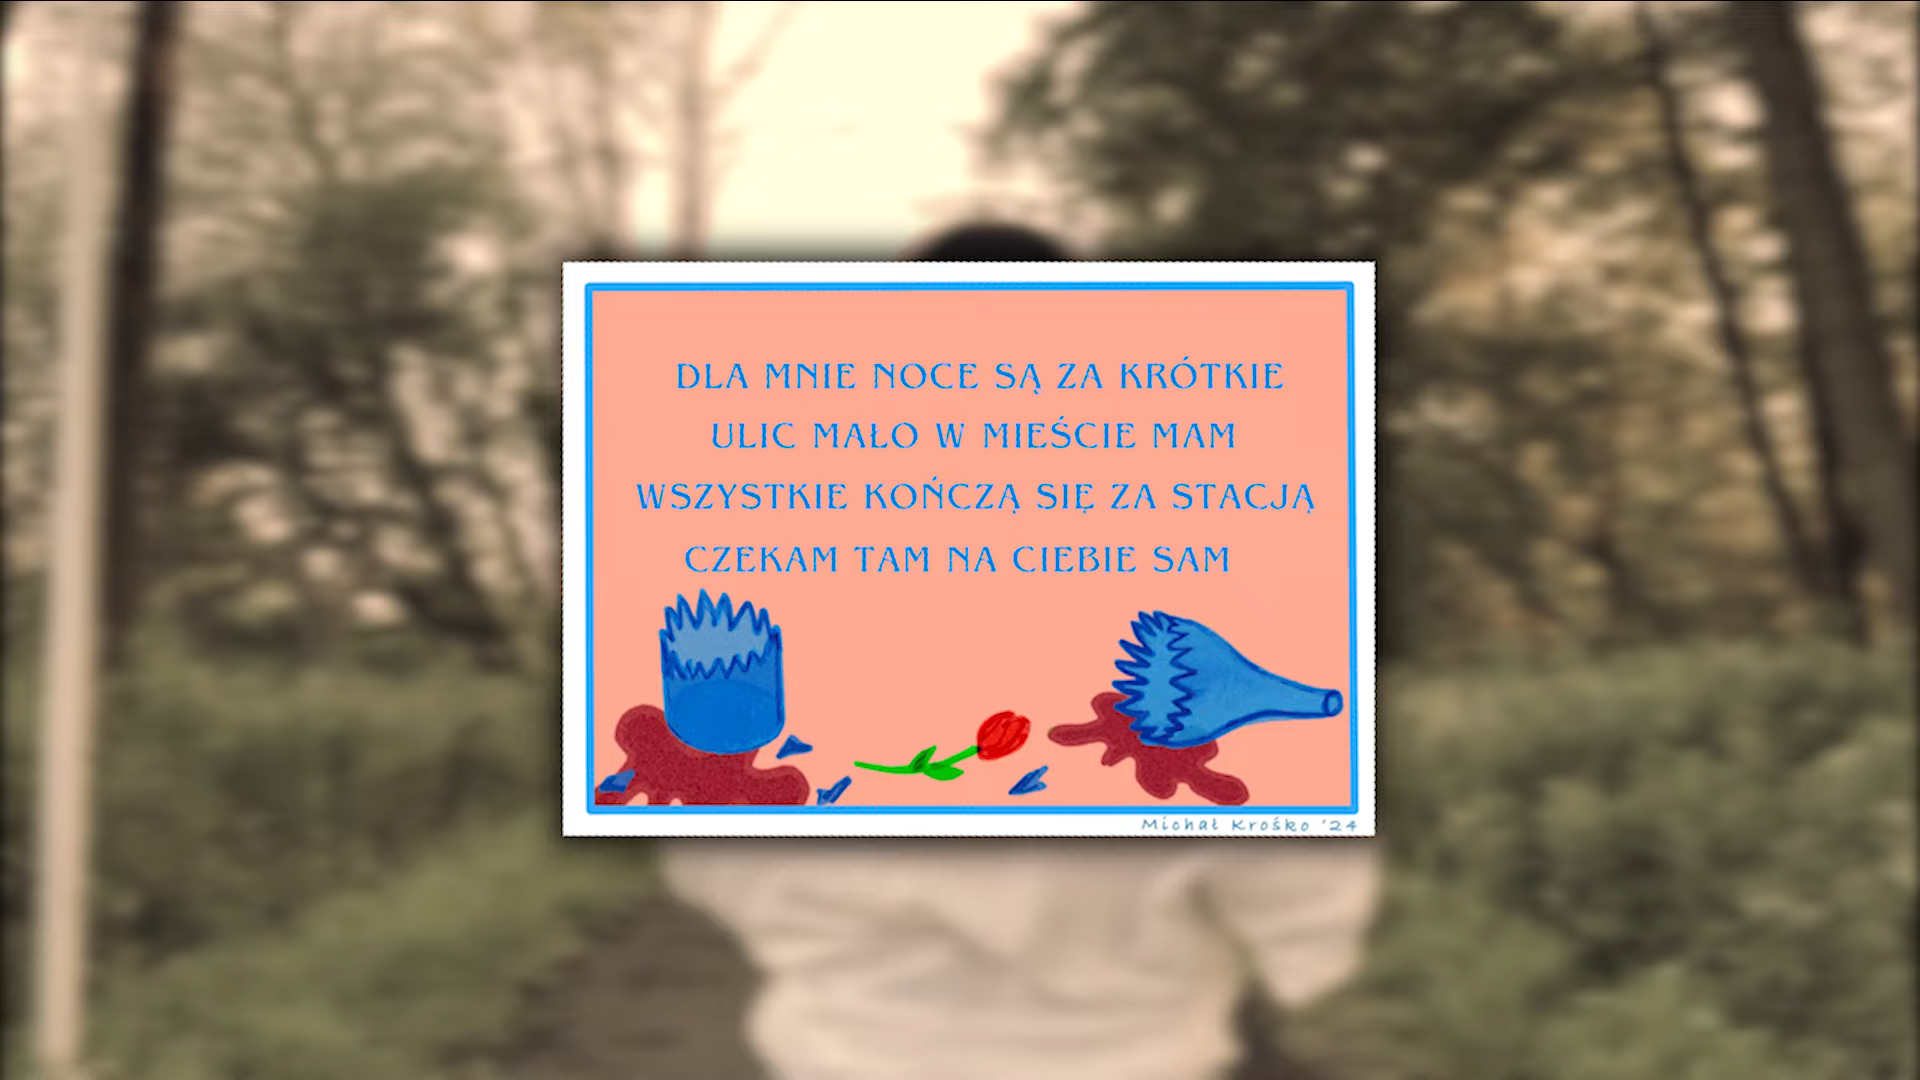 DLA MNIE NOCE SĄ ZA KRÓTKIE
ULIC MAŁO W MIEŚCIE MAM
WSZYSTKIE KOŃCZĄ SIĘ ZA STACJĄ
CZEKAM TAM NA CIEBIE SAM
Michał Krośko '24